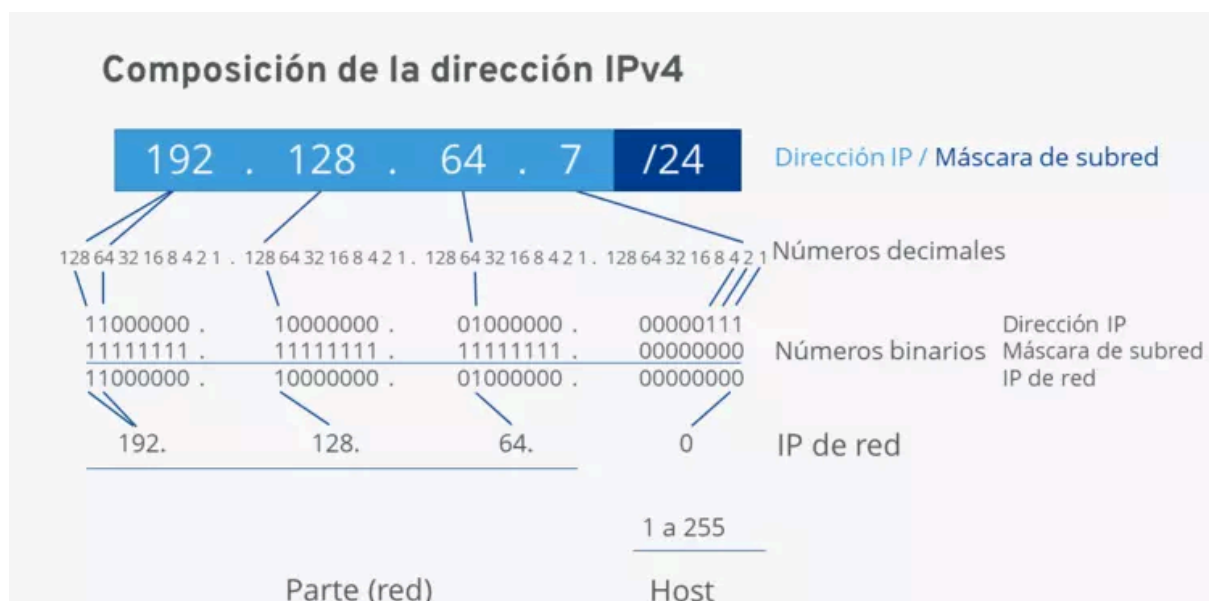 Composición de la dirección IPv4
192 . 128 . 64 . 7 /24 Dirección IP / Máscara de subred
128 64 32 16 8 4 2 1 . 128 64 32 16 8 4 2 1 . 128 64 32 16 8 4 2 1 . 128 64 32 16 8 4 2 1 Números decimales
11000000 . 10000000 . 01000000 . 00000111 Dirección IP
11111111 . 11111111 . 11111111 . 00000000 Números binarios Máscara de subred
11000000 . 10000000 . 01000000 . 00000000 IP de red
192. 128. 64. 0 IP de red
1 a 255
Parte (red) Host